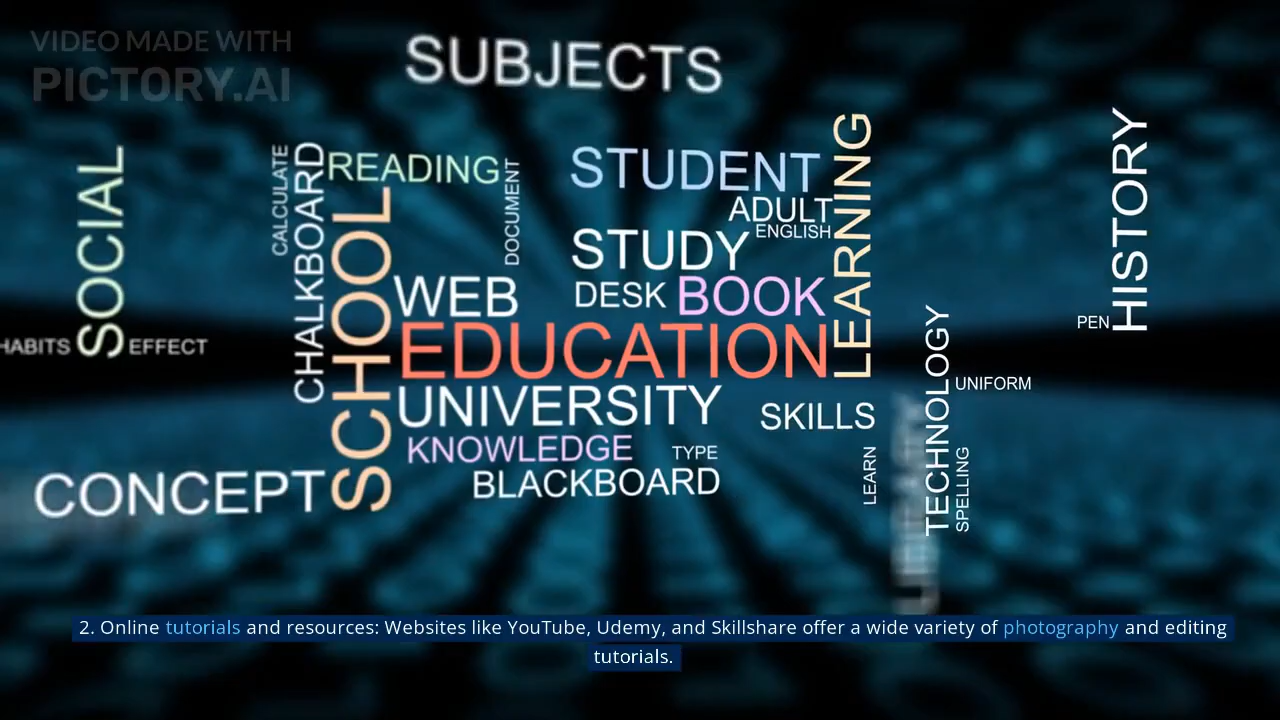 VIDEO MADE WITH
PICTORY.AI
SUBJECTS
SOCIAL
HABITS
EFFECT
CALCULATE
CHALKBOARD
READING
SCHOOL
DOCUMENT
STUDENT
ADULT
ENGLISH
STUDY
LEARNING
WEB
DESK
BOOK
EDUCATION
UNIVERSITY
KNOWLEDGE
TYPE
BLACKBOARD
SKILLS
LEARN
CONCEPT
HISTORY
PEN
TECHNOLOGY
UNIFORM
SPELLING
2. Online tutorials and resources: Websites like YouTube, Udemy, and Skillshare offer a wide variety of photography and editing
tutorials.